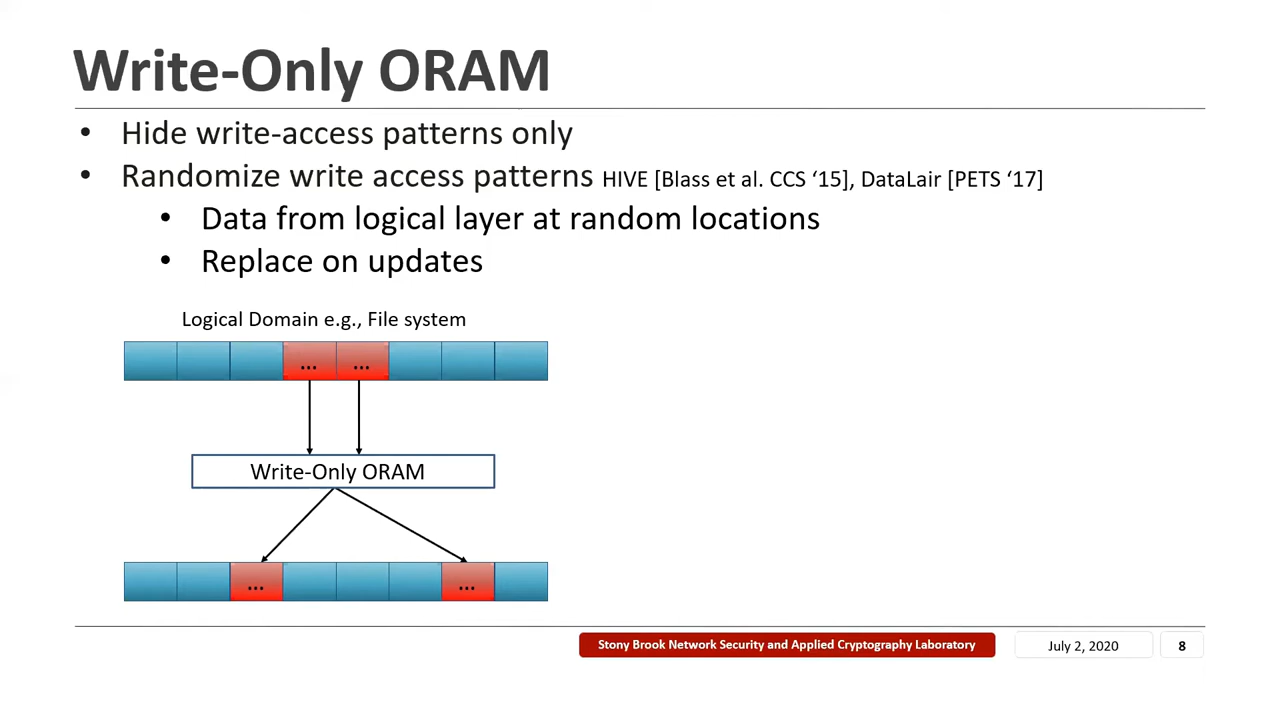 Write-Only ORAM
• Hide write-access patterns only
• Randomize write access patterns HIVE [Blass et al. CCS ‘15], DataLair [PETS ‘17]
• Data from logical layer at random locations
• Replace on updates
Logical Domain e.g., File system
... ...
Write-Only ORAM
... ...
Stony Brook Network Security and Applied Cryptography Laboratory
July 2, 2020
8